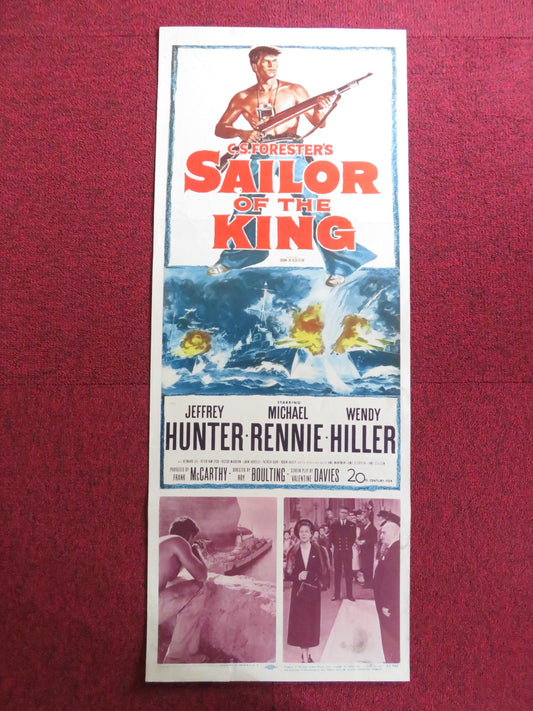 C.S. FORESTER'S
SAILOR
OF THE
KING
STARRING
JEFFREY MICHAEL WENDY
HUNTER · RENNIE · HILLER
PRODUCED BY FRANK McCARTHY DIRECTED BY ROY BOULTING SCREEN PLAY BY VALENTINE DAVIES 20th CENTURY-FOX